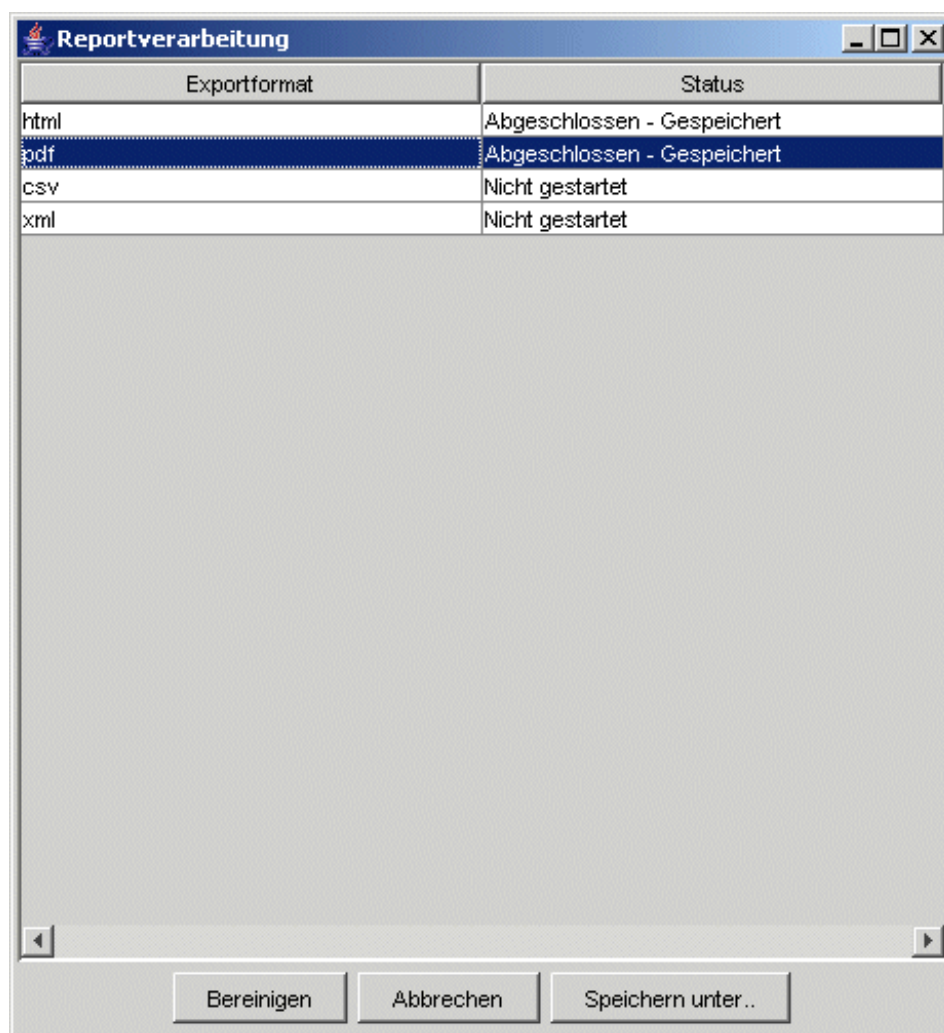 Reportverarbeitung
Exportformat Status
html Abgeschlossen - Gespeichert
pdf Abgeschlossen - Gespeichert
csv Nicht gestartet
xml Nicht gestartet
Bereinigen Abbrechen Speichern unter..